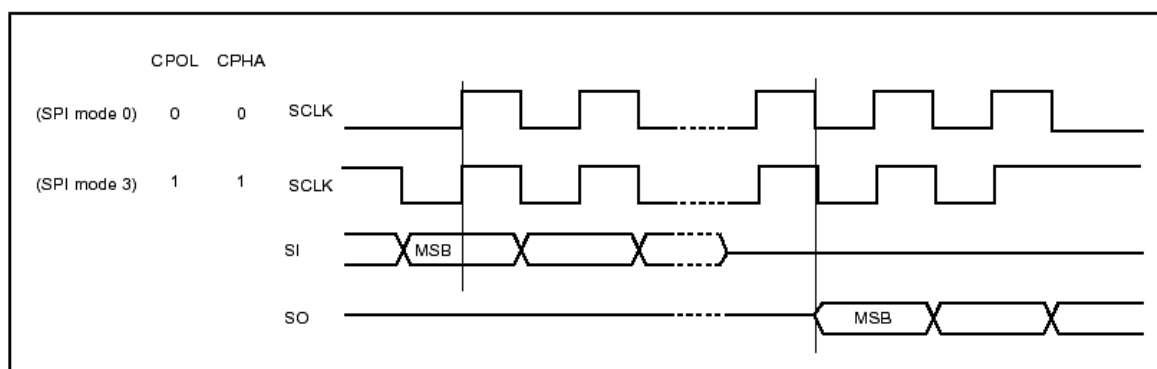 CPOL CPHA
(SPI mode 0) 0 0 SCLK
(SPI mode 3) 1 1 SCLK
SI MSB
SO MSB